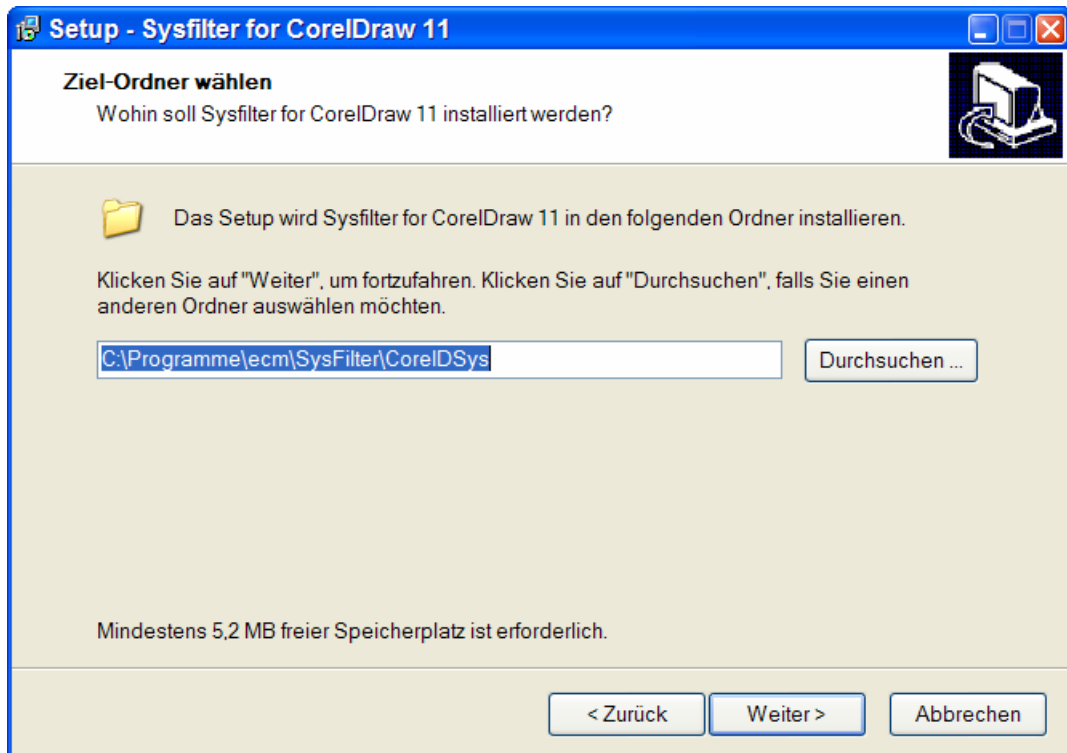 Setup - Sysfilter for CorelDraw 11
Ziel-Ordner wählen
Wohin soll Sysfilter for CorelDraw 11 installiert werden?
Das Setup wird Sysfilter for CorelDraw 11 in den folgenden Ordner installieren.
Klicken Sie auf "Weiter", um fortzufahren. Klicken Sie auf "Durchsuchen", falls Sie einen
anderen Ordner auswählen möchten.
C:\Programme\ecm\SysFilter\CorelDSys
Durchsuchen ...
Mindestens 5,2 MB freier Speicherplatz ist erforderlich.
< Zurück
Weiter >
Abbrechen